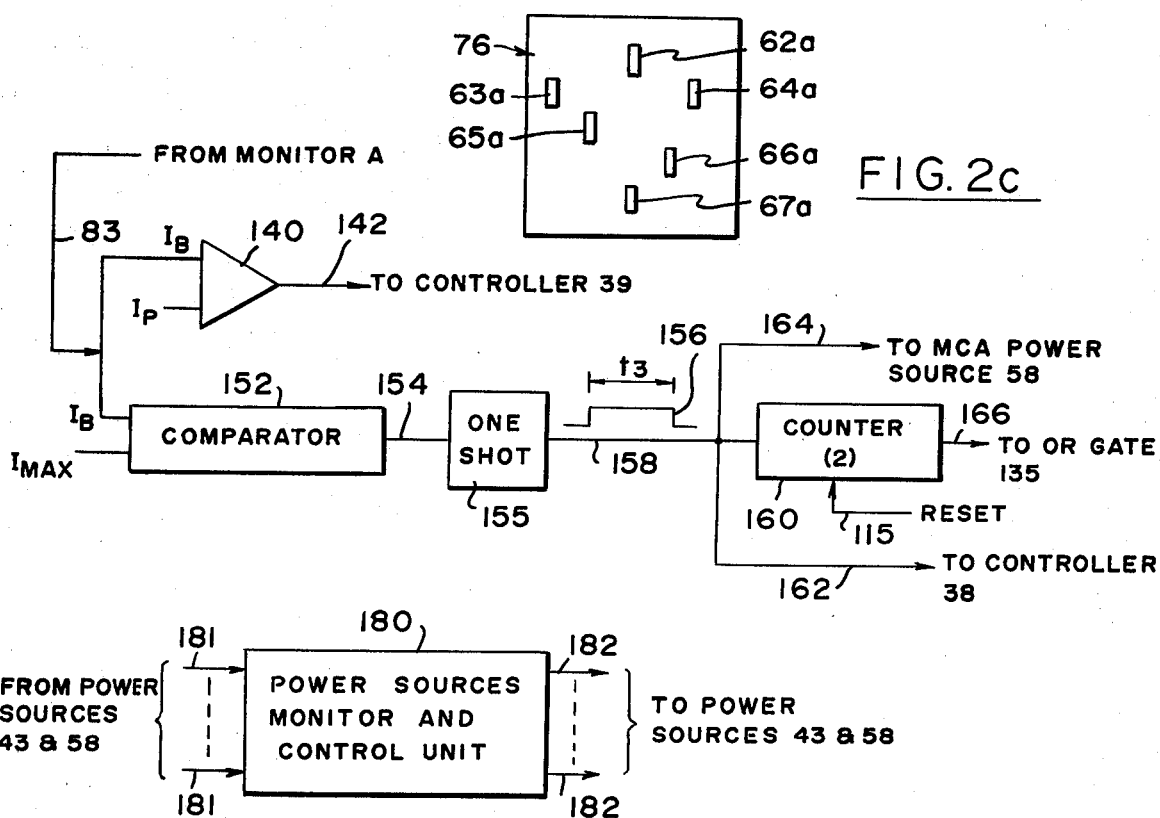 76
62a
63a
64a
65a
66a
67a
FIG. 2c
FROM MONITOR A
83
IB
140
142
IP
TO CONTROLLER 39
164
TO MCA POWER
SOURCE 58
t3
156
152
154
IB
COMPARATOR
IMAX
ONE
SHOT
155
158
COUNTER
(2)
166
TO OR GATE
135
160
115
RESET
162
TO CONTROLLER
38
180
181
182
FROM POWER
SOURCES
43 & 58
POWER SOURCES
MONITOR AND
CONTROL UNIT
TO POWER
SOURCES 43 & 58
181
182